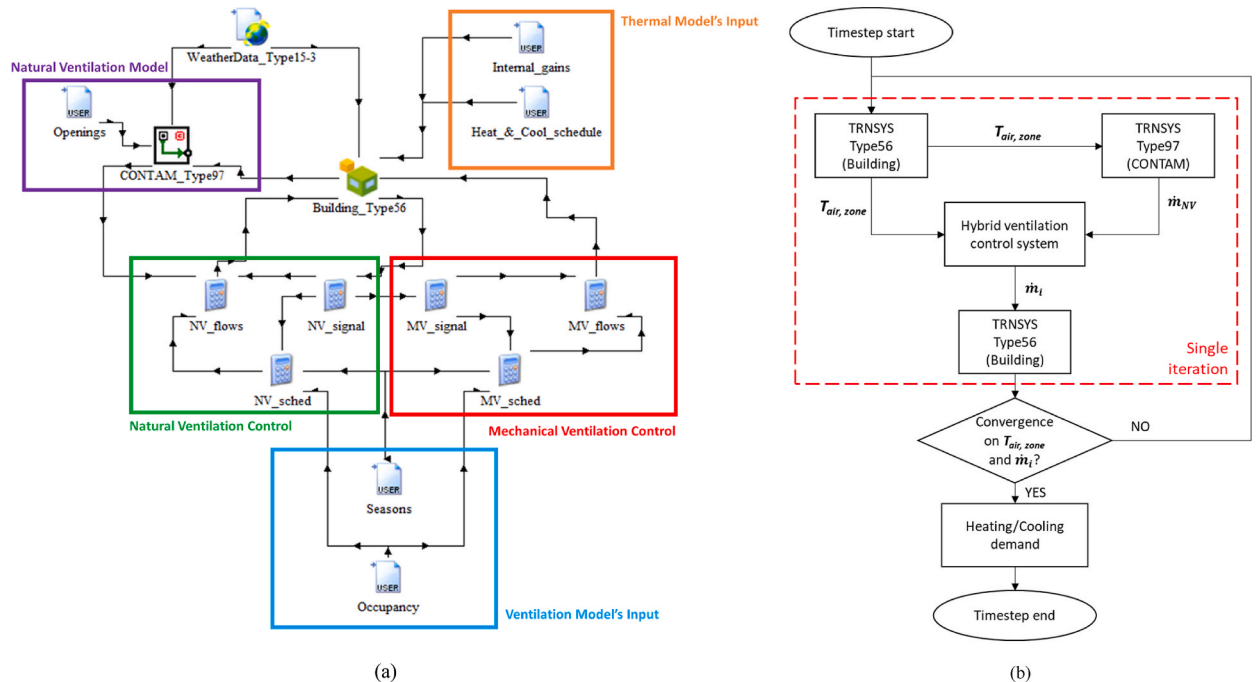 Thermal Model's Input
WeatherData_Type15-3
Natural Ventilation Model
USER
Internal_gains
USER
Openings
USER
Heat_&_Cool_schedule
CONTAM_Type97
Building_Type56
NV_flows
NV_signal
MV_signal
MV_flows
NV_sched
MV_sched
Natural Ventilation Control
Mechanical Ventilation Control
USER
Seasons
USER
Occupancy
Ventilation Model's Input
(a)
Timestep start
TRNSYS
Type56
(Building)
T_air, zone
TRNSYS
Type97
(CONTAM)
T_air, zone
ṁ_NV
Hybrid ventilation
control system
ṁ_i
TRNSYS
Type56
(Building)
Single
iteration
Convergence
on T_air, zone
and ṁ_i?
NO
YES
Heating/Cooling
demand
Timestep end
(b)